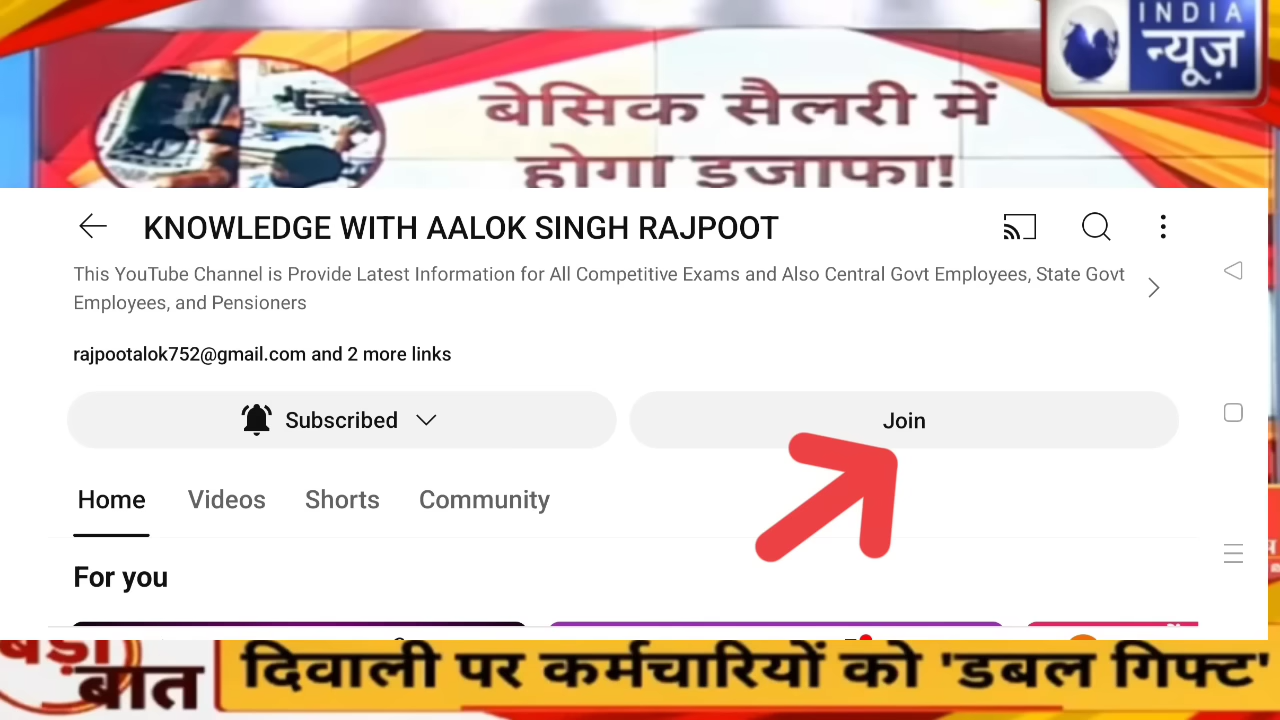 INDIA
न्यूज़
बेसिक सैलरी में
होगा इजाफा!
KNOWLEDGE WITH AALOK SINGH RAJPOOT
This YouTube Channel is Provide Latest Information for All Competitive Exams and Also Central Govt Employees, State Govt
Employees, and Pensioners
rajpootalok752@gmail.com and 2 more links
Subscribed
Join
Home Videos Shorts Community
For you
बड़ी
बात
दिवाली पर कर्मचारियों को 'डबल गिफ्ट'